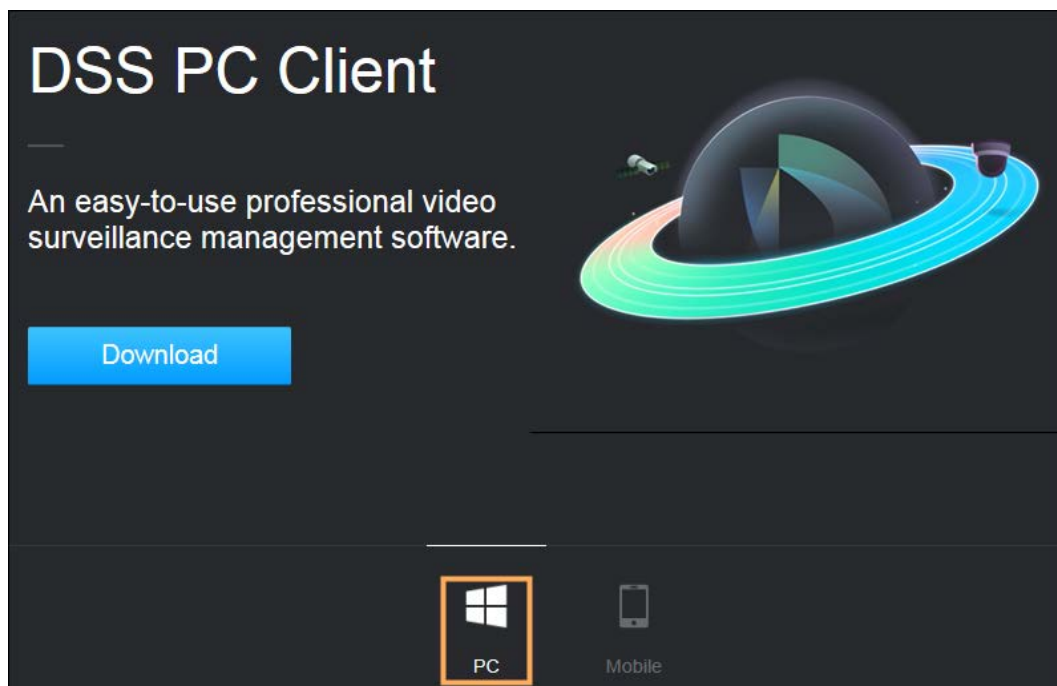 DSS PC Client
An easy-to-use professional video
surveillance management software.
Download
PC
Mobile